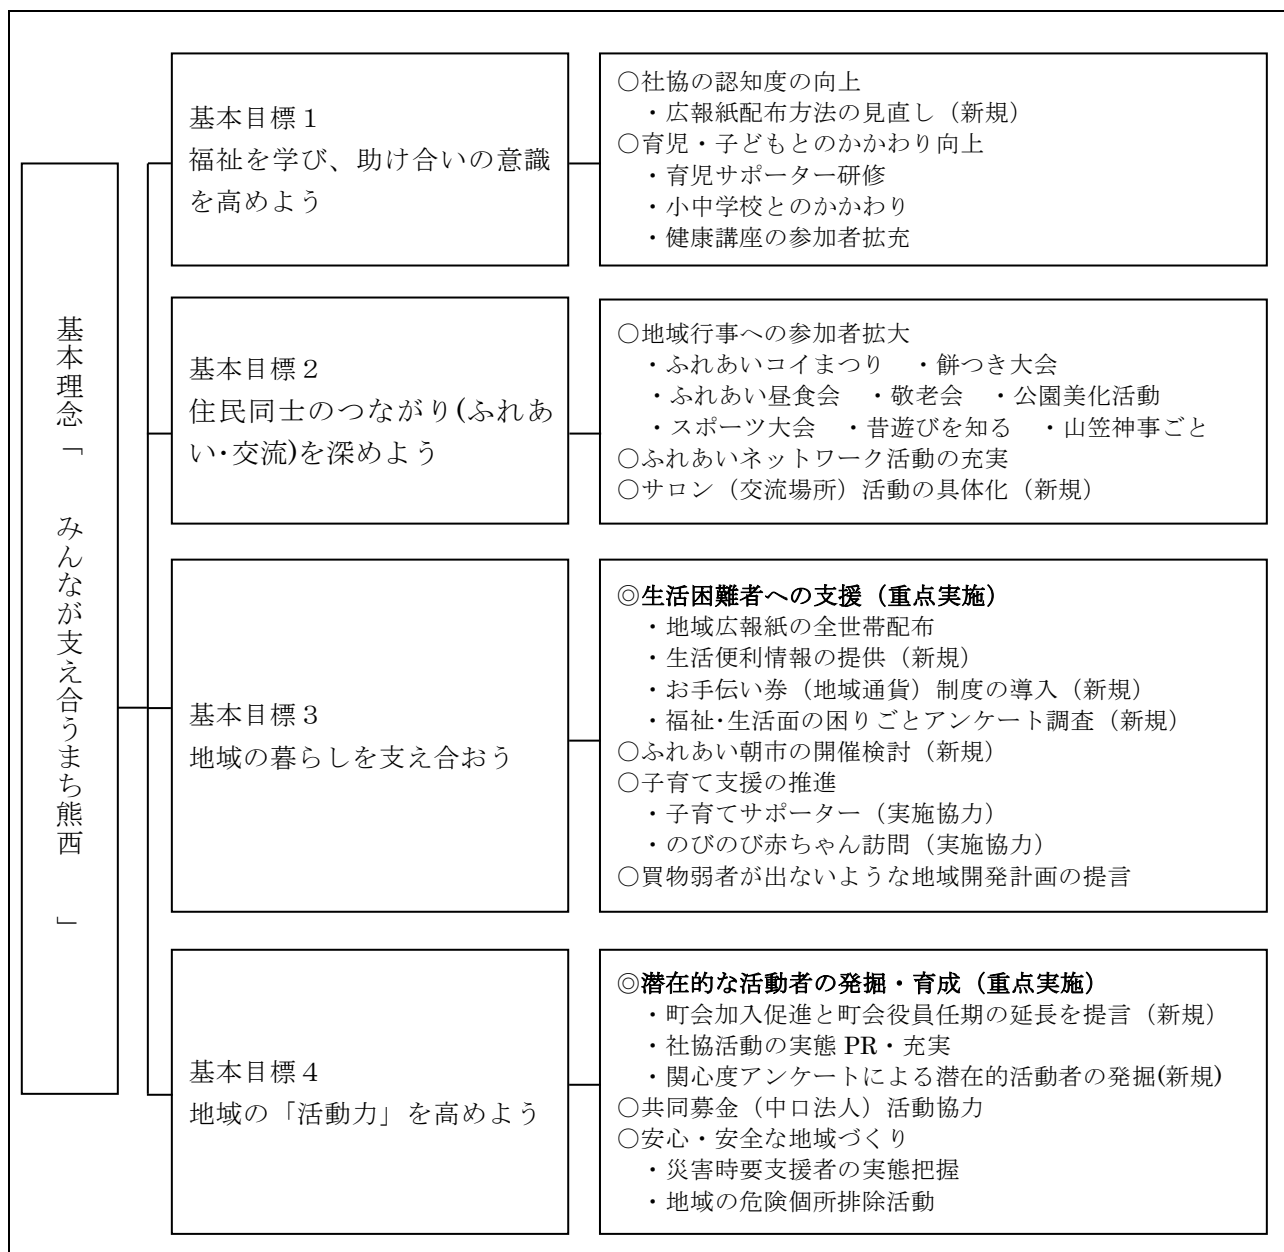 基本理念「 みんなが支え合うまち熊西 」
基本目標１
福祉を学び、助け合いの意識
を高めよう
○社協の認知度の向上
・広報紙配布方法の見直し（新規）
○育児・子どもとのかかわり向上
・育児サポーター研修
・小中学校とのかかわり
・健康講座の参加者拡充
基本目標２
住民同士のつながり(ふれあ
い･交流)を深めよう
○地域行事への参加者拡大
・ふれあいコイまつり ・餅つき大会
・ふれあい昼食会 ・敬老会 ・公園美化活動
・スポーツ大会 ・昔遊びを知る ・山笠神事ごと
○ふれあいネットワーク活動の充実
○サロン（交流場所）活動の具体化（新規）
基本目標３
地域の暮らしを支え合おう
◎生活困難者への支援（重点実施）
・地域広報紙の全世帯配布
・生活便利情報の提供（新規）
・お手伝い券（地域通貨）制度の導入（新規）
・福祉･生活面の困りごとアンケート調査（新規）
○ふれあい朝市の開催検討（新規）
○子育て支援の推進
・子育てサポーター（実施協力）
・のびのび赤ちゃん訪問（実施協力）
○買物弱者が出ないような地域開発計画の提言
基本目標４
地域の「活動力」を高めよう
◎潜在的な活動者の発掘・育成（重点実施）
・町会加入促進と町会役員任期の延長を提言（新規）
・社協活動の実態 PR・充実
・関心度アンケートによる潜在的活動者の発掘(新規)
○共同募金（中口法人）活動協力
○安心・安全な地域づくり
・災害時要支援者の実態把握
・地域の危険個所排除活動